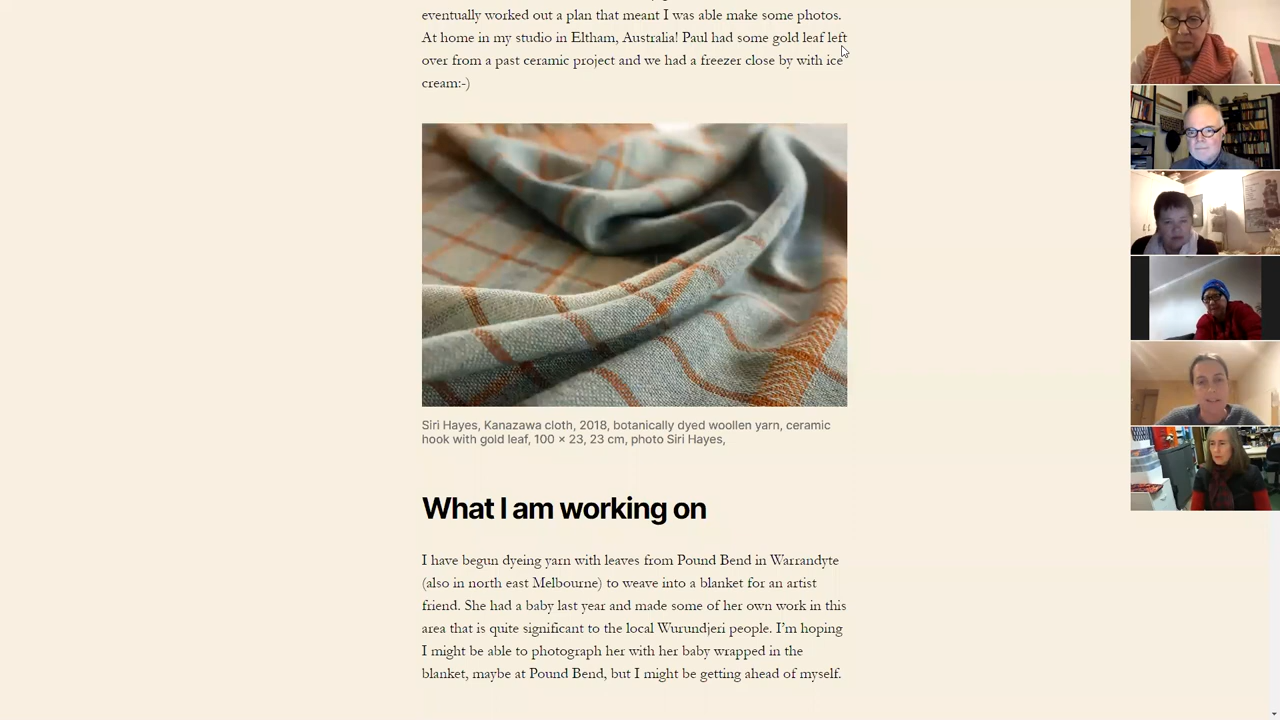 eventually worked out a plan that meant I was able make some photos.
At home in my studio in Eltham, Australia! Paul had some gold leaf left
over from a past ceramic project and we had a freezer close by with ice
cream:-)
Siri Hayes, Kanazawa cloth, 2018, botanically dyed woollen yarn, ceramic
hook with gold leaf, 100 × 23, 23 cm, photo Siri Hayes,
What I am working on
I have begun dyeing yarn with leaves from Pound Bend in Warrandyte
(also in north east Melbourne) to weave into a blanket for an artist
friend. She had a baby last year and made some of her own work in this
area that is quite significant to the local Wurundjeri people. I’m hoping
I might be able to photograph her with her baby wrapped in the
blanket, maybe at Pound Bend, but I might be getting ahead of myself.